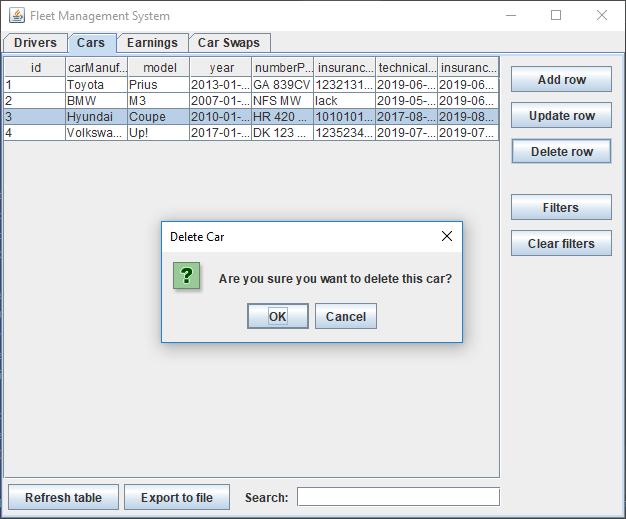 Fleet Management System
Drivers Cars Earnings Car Swaps
id carManuf... model year numberP... insuranc... technical... insuranc...
1 Toyota Prius 2013-01-... GA 839CV 1232131... 2019-06-... 2019-06...
2 BMW M3 2007-01-... NFS MW lack 2019-05-... 2019-06...
3 Hyundai Coupe 2010-01-... HR 420 ... 1010101... 2017-08-... 2019-08...
4 Volkswa... Up! 2017-01-... DK 123 ... 1235234... 2019-07-... 2019-07...
Add row
Update row
Delete row
Filters
Clear filters
Delete Car
? Are you sure you want to delete this car?
OK Cancel
Refresh table Export to file Search: